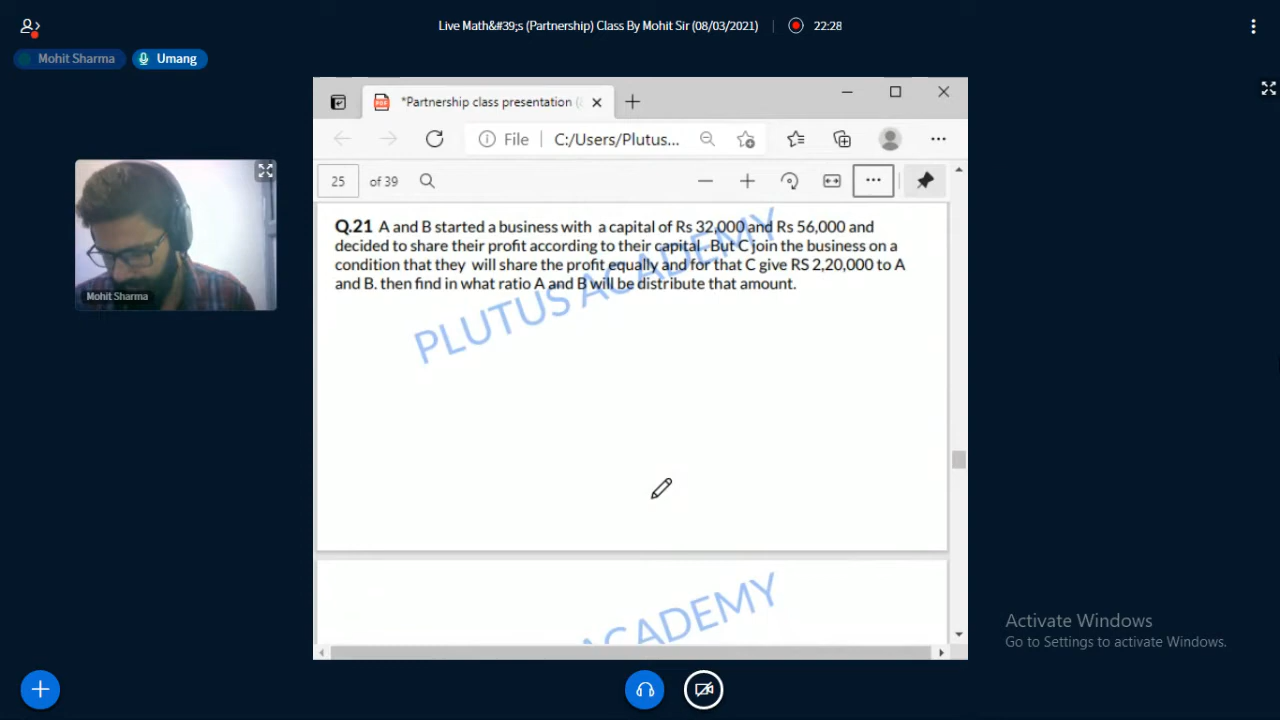 Live Math&#39;s (Partnership) Class By Mohit Sir (08/03/2021)
22:28
Mohit Sharma
Umang
*Partnership class presentation (
File
C:/Users/Plutus...
25 of 39
Q.21 A and B started a business with a capital of Rs 32,000 and Rs 56,000 and
decided to share their profit according to their capital . But C join the business on a
condition that they will share the profit equally and for that C give RS 2,20,000 to A
and B. then find in what ratio A and B will be distribute that amount.
PLUTUS ACADEMY
Mohit Sharma
ACADEMY
Activate Windows
Go to Settings to activate Windows.